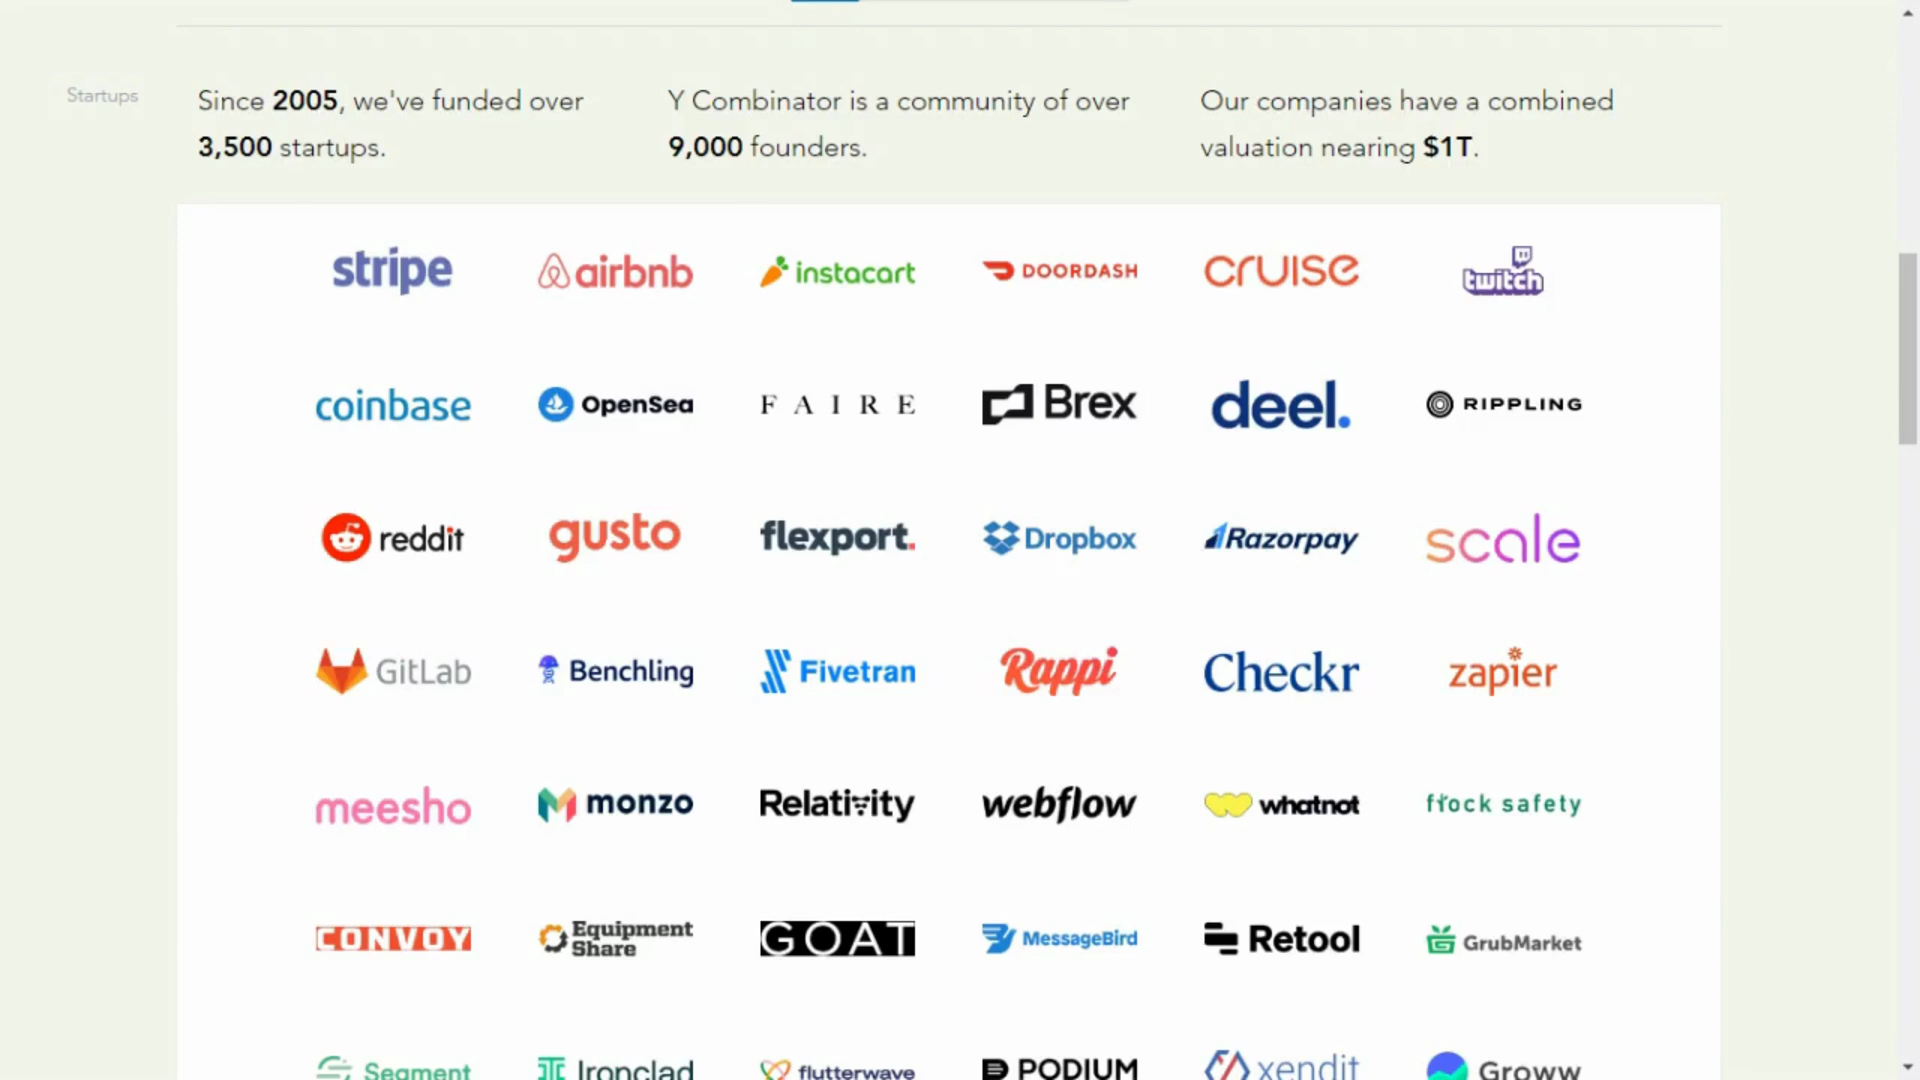 Startups
Since 2005, we've funded over
3,500 startups.
Y Combinator is a community of over
9,000 founders.
Our companies have a combined
valuation nearing $1T.
stripe
airbnb
instacart
DOORDASH
cruise
twitch
coinbase
OpenSea
FAIRE
Brex
deel.
RIPPLING
reddit
gusto
flexport.
Dropbox
Razorpay
scale
GitLab
Benchling
Fivetran
Rappi
Checkr
zapier
meesho
monzo
Relativity
webflow
whatnot
flock safety
CONVOY
Equipment
Share
GOAT
MessageBird
Retool
GrubMarket
Segment
Ironclad
flutterwave
PODIUM
xendit
Groww